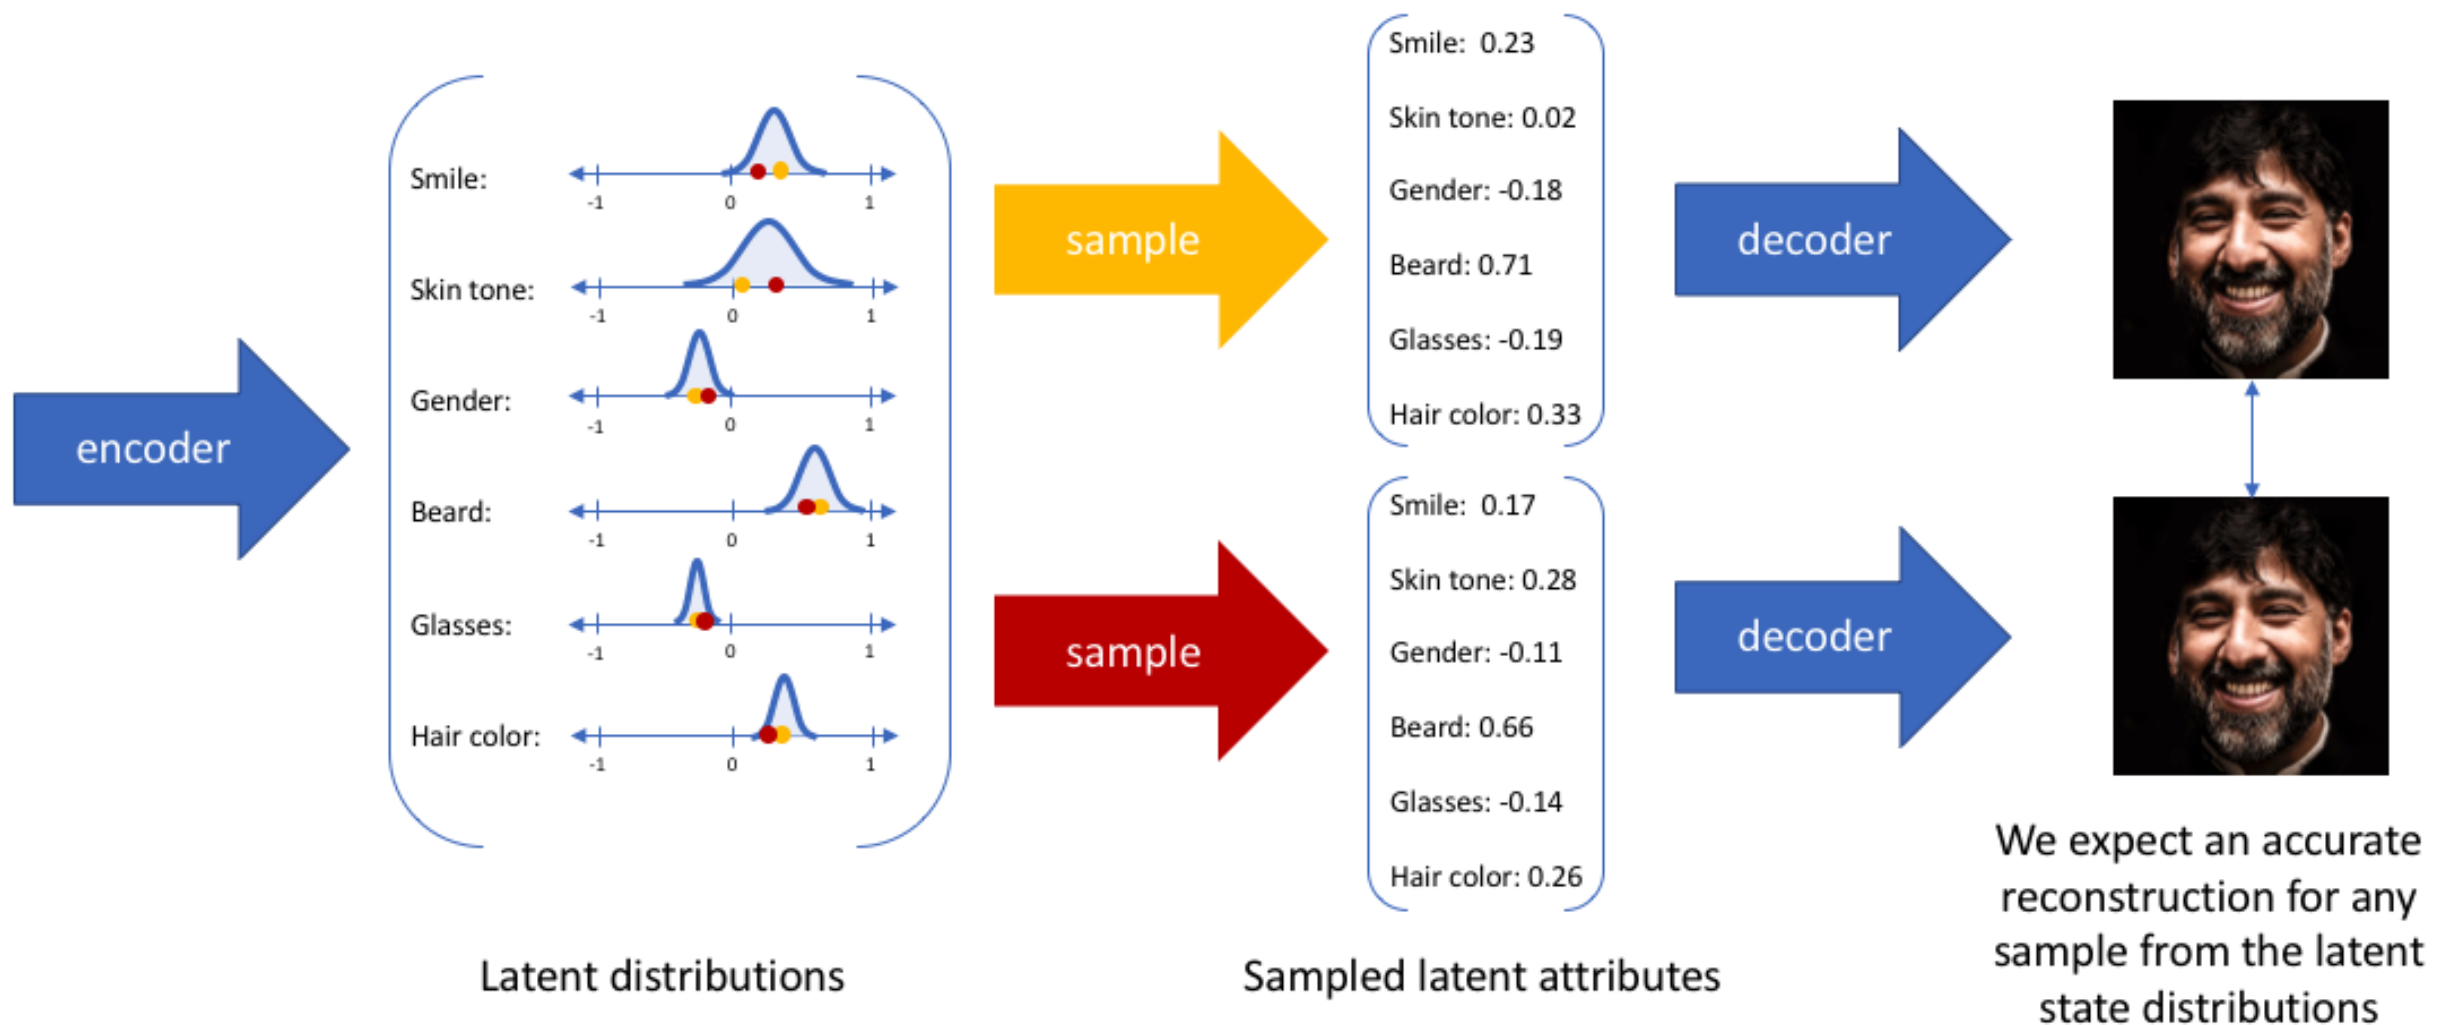 encoder
Smile:
-1 0 1
Skin tone:
-1 0 1
Gender:
-1 0 1
Beard:
-1 0 1
Glasses:
-1 0 1
Hair color:
-1 0 1
Latent distributions
sample
sample
Smile: 0.23
Skin tone: 0.02
Gender: -0.18
Beard: 0.71
Glasses: -0.19
Hair color: 0.33
Smile: 0.17
Skin tone: 0.28
Gender: -0.11
Beard: 0.66
Glasses: -0.14
Hair color: 0.26
Sampled latent attributes
decoder
decoder
We expect an accurate
reconstruction for any
sample from the latent
state distributions